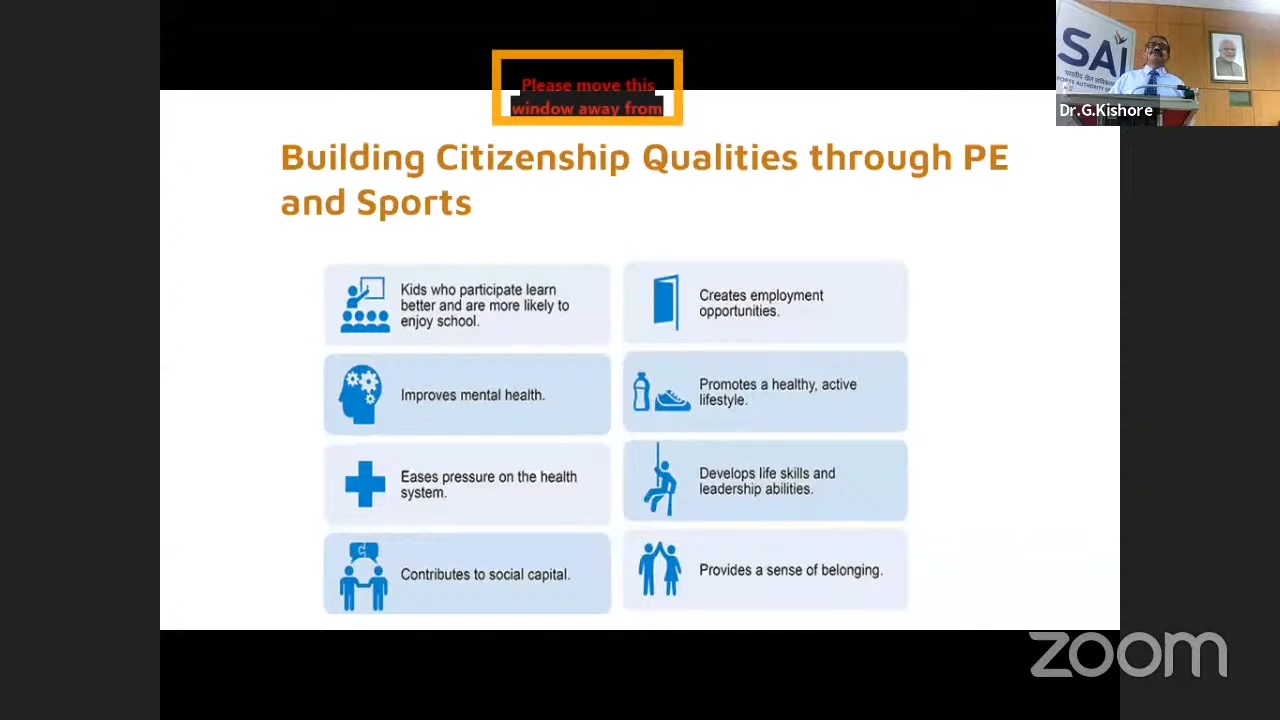 Please move this
window away from
SAI
Dr.G.Kishore
Building Citizenship Qualities through PE
and Sports
Kids who participate learn
better and are more likely to
enjoy school.
Creates employment
opportunities.
Improves mental health.
Promotes a healthy, active
lifestyle.
Eases pressure on the health
system.
Develops life skills and
leadership abilities.
Contributes to social capital.
Provides a sense of belonging.
zoom